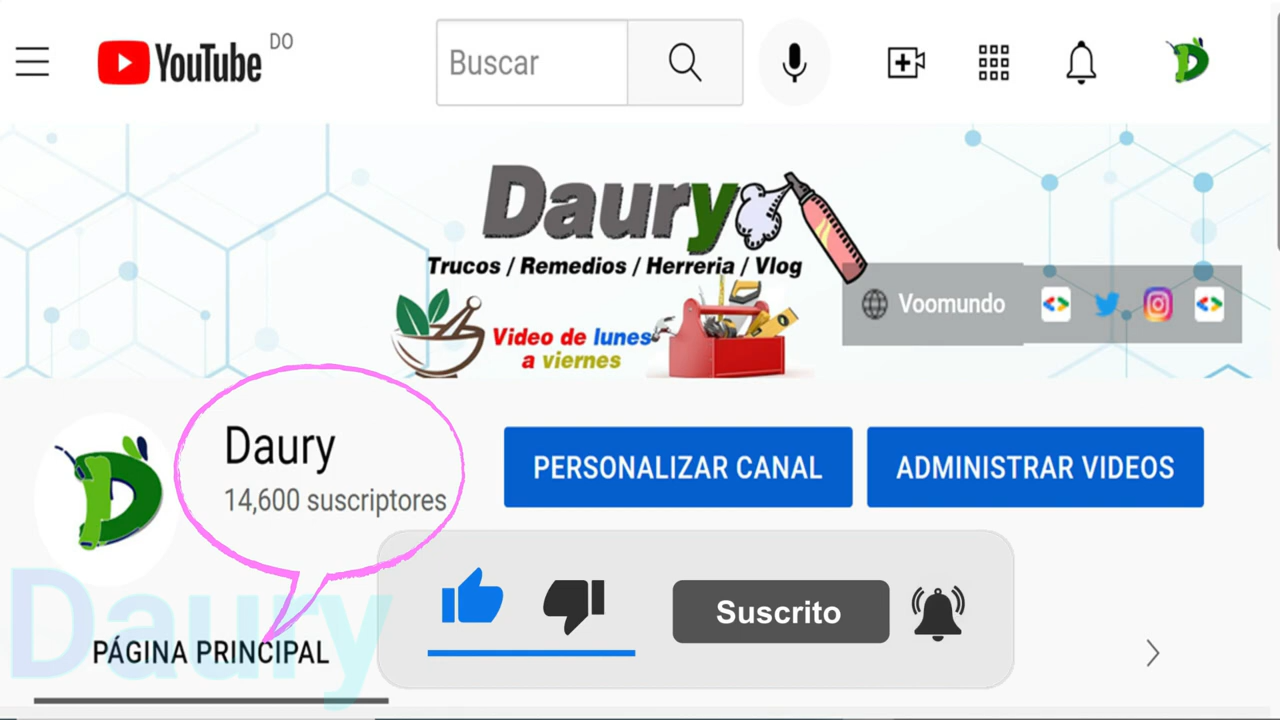 YouTube DO
Buscar
Daury
Trucos / Remedios / Herreria / Vlog
Voomundo
Video de lunes
a viernes
Daury
14,600 suscriptores
PERSONALIZAR CANAL
ADMINISTRAR VIDEOS
Suscrito
Daury
PÁGINA PRINCIPAL